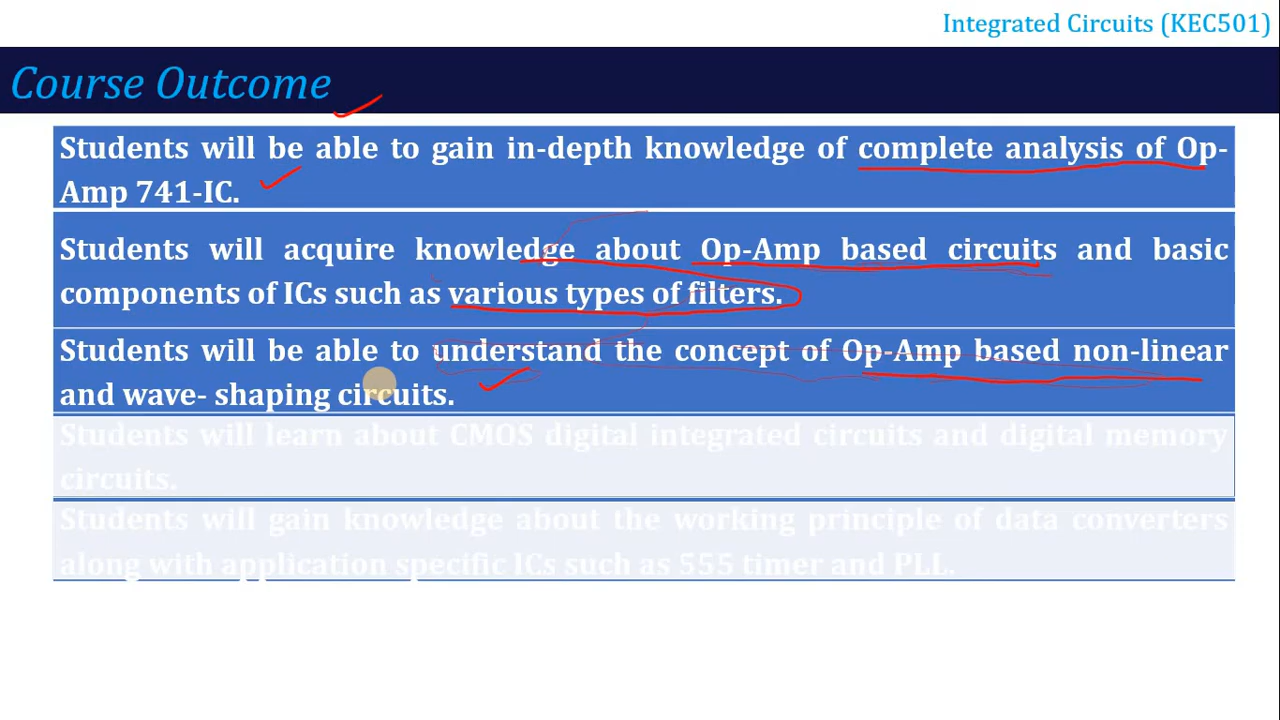 Integrated Circuits (KEC501)
Course Outcome
Students will be able to gain in-depth knowledge of complete analysis of Op-
Amp 741-IC.
Students will acquire knowledge about Op-Amp based circuits and basic
components of ICs such as various types of filters.
Students will be able to understand the concept of Op-Amp based non-linear
and wave- shaping circuits.
Students will learn about CMOS digital integrated circuits and digital memory
circuits.
Students will gain knowledge about the working principle of data converters
along with application specific ICs such as 555 timer and PLL.